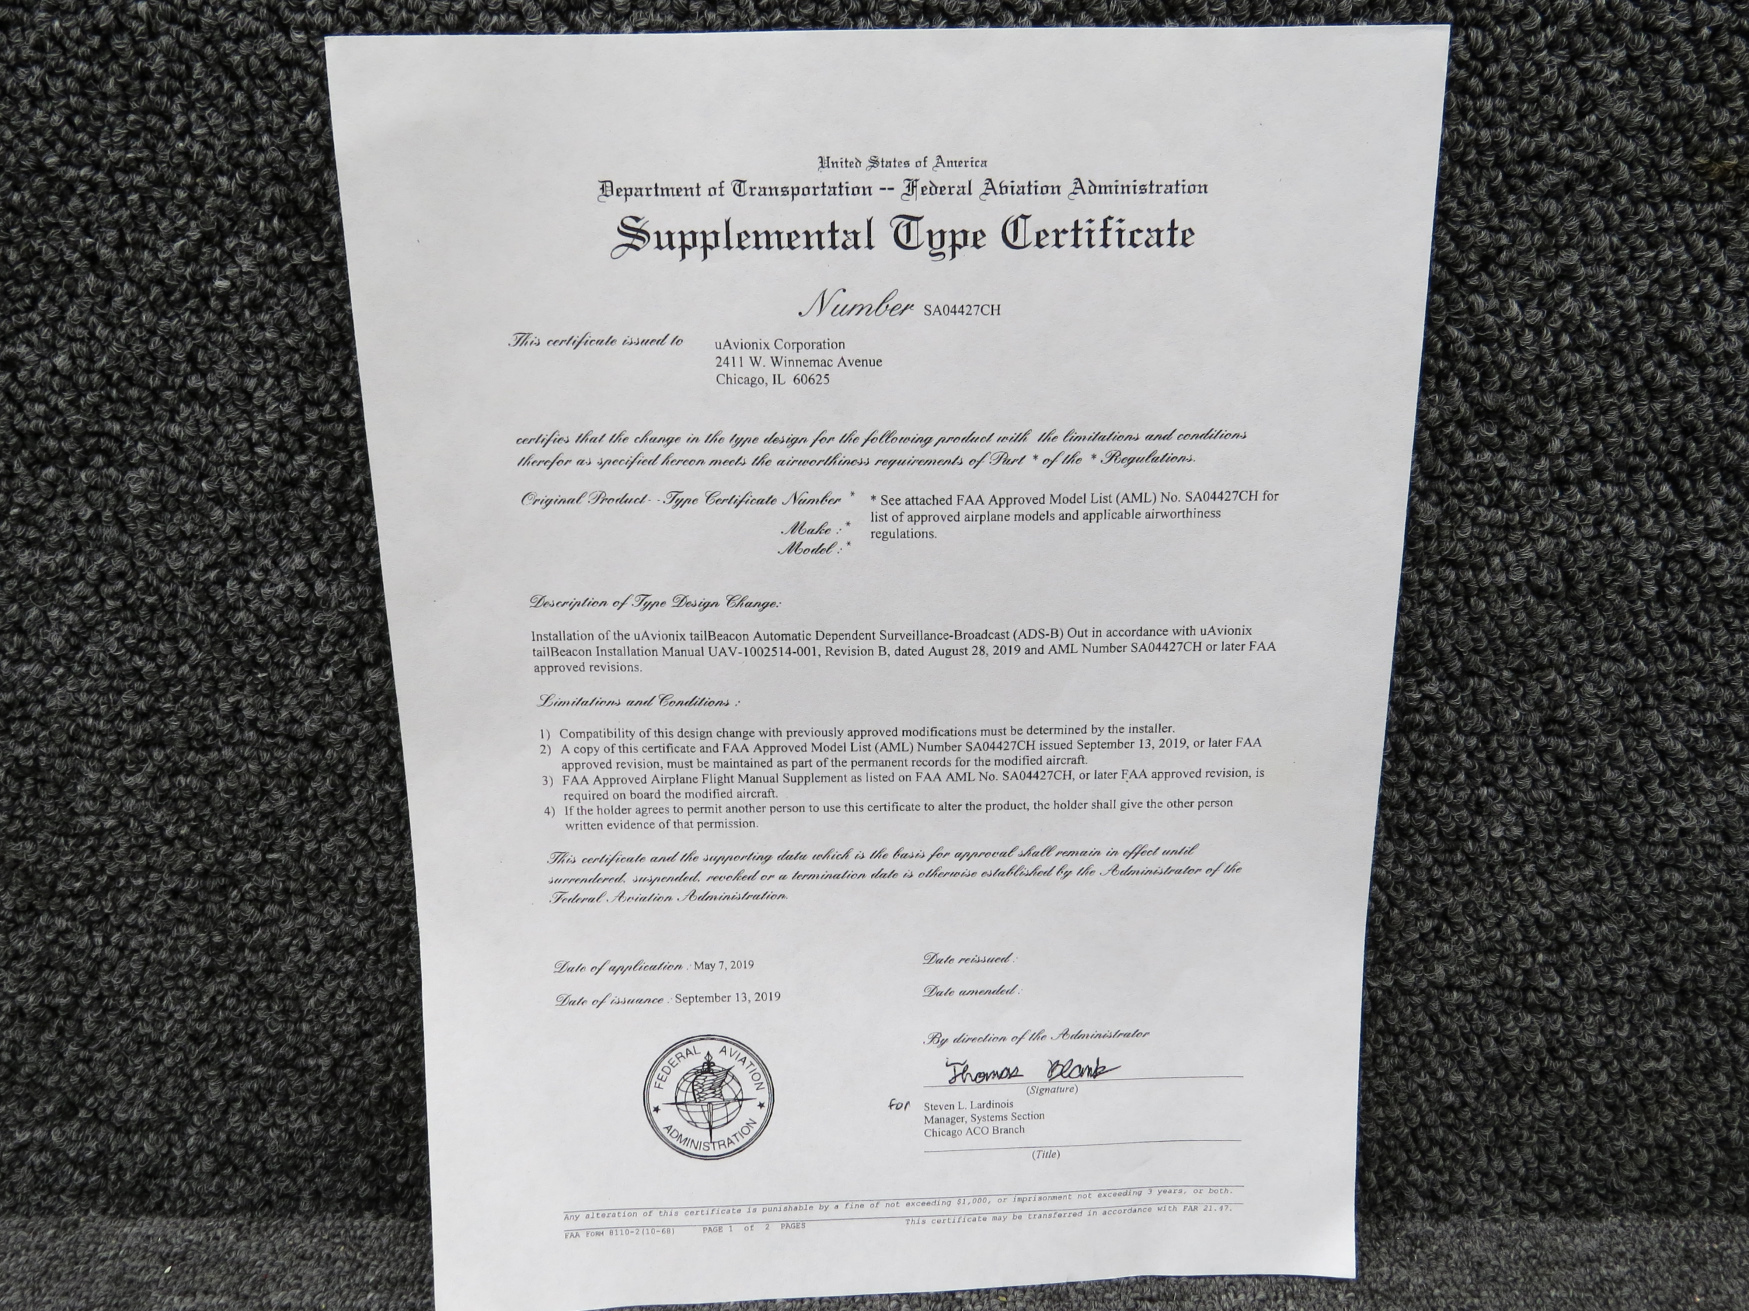 United States of America
Department of Transportation -- Federal Aviation Administration
Supplemental Type Certificate
Number SA04427CH
This certificate issued to uAvionix Corporation
2411 W. Winnemac Avenue
Chicago, IL 60625
certifies that the change in the type design for the following product with the limitations and conditions
therefor as specified hereon meets the airworthiness requirements of Part * of the * Regulations.
Original Product--Type Certificate Number *
Make : *
Model : *
* See attached FAA Approved Model List (AML) No. SA04427CH for
list of approved airplane models and applicable airworthiness
regulations.
Description of Type Design Change:
Installation of the uAvionix tailBeacon Automatic Dependent Surveillance-Broadcast (ADS-B) Out in accordance with uAvionix
tailBeacon Installation Manual UAV-1002514-001, Revision B, dated August 28, 2019 and AML Number SA04427CH or later FAA
approved revisions.
Limitations and Conditions :
1) Compatibility of this design change with previously approved modifications must be determined by the installer.
2) A copy of this certificate and FAA Approved Model List (AML) Number SA04427CH issued September 13, 2019, or later FAA
approved revision, must be maintained as part of the permanent records for the modified aircraft.
3) FAA Approved Airplane Flight Manual Supplement as listed on FAA AML No. SA04427CH, or later FAA approved revision, is
required on board the modified aircraft.
4) If the holder agrees to permit another person to use this certificate to alter the product, the holder shall give the other person
written evidence of that permission.
This certificate and the supporting data which is the basis for approval shall remain in effect until
surrendered, suspended, revoked or a termination date is otherwise established by the Administrator of the
Federal Aviation Administration.
Date of application : May 7, 2019
Date of issuance : September 13, 2019
Date reissued :
Date amended :
By direction of the Administrator
Thomas Blank
(Signature)
For Steven L. Lardinois
Manager, Systems Section
Chicago ACO Branch
(Title)
FEDERAL AVIATION
ADMINISTRATION
Any alteration of this certificate is punishable by a fine of not exceeding $1,000, or imprisonment not exceeding 3 years, or both.
FAA FORM 8110-2(10-68) PAGE 1 of 2 PAGES This certificate may be transferred in accordance with FAR 21.47.